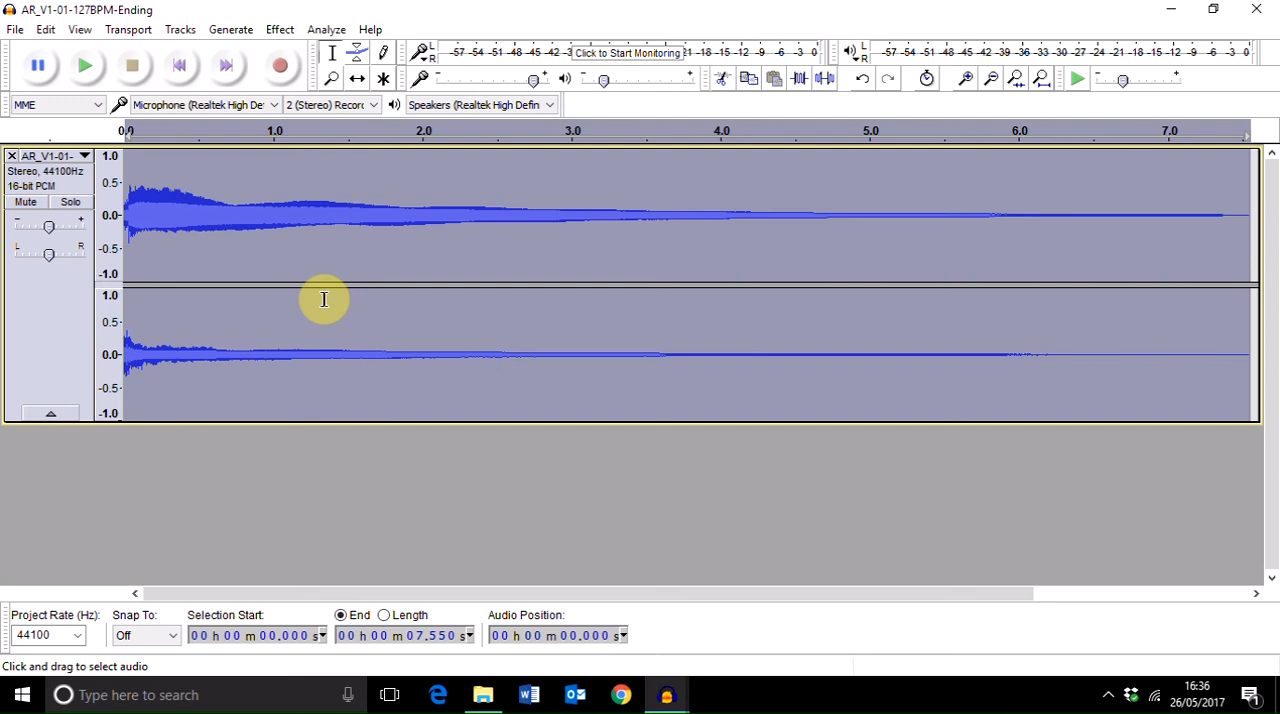 AR_V1-01-127BPM-Ending
File Edit View Transport Tracks Generate Effect Analyze Help
L R -57 -54 -51 -48 -45 -42 Click to Start Monitoring -21 -18 -15 -12 -9 -6 -3 0 L R -57 -54 -51 -48 -45 -42 -39 -36 -33 -30 -27 -24 -21 -18 -15 -12 -9 -6 -3 0
MME Microphone (Realtek High Def 2 (Stereo) Record Speakers (Realtek High Defin
0.0 1.0 2.0 3.0 4.0 5.0 6.0 7.0
AR_V1-01- 1.0
Stereo, 44100Hz
16-bit PCM 0.5
Mute Solo
- + 0.0
L R -0.5
-1.0
1.0
0.5
0.0
-0.5
-1.0
Project Rate (Hz): Snap To: Selection Start: End Length Audio Position:
44100 Off 00 h 00 m 00.000 s 00 h 00 m 07.550 s 00 h 00 m 00.000 s
Click and drag to select audio
Type here to search
16:36
26/05/2017 1